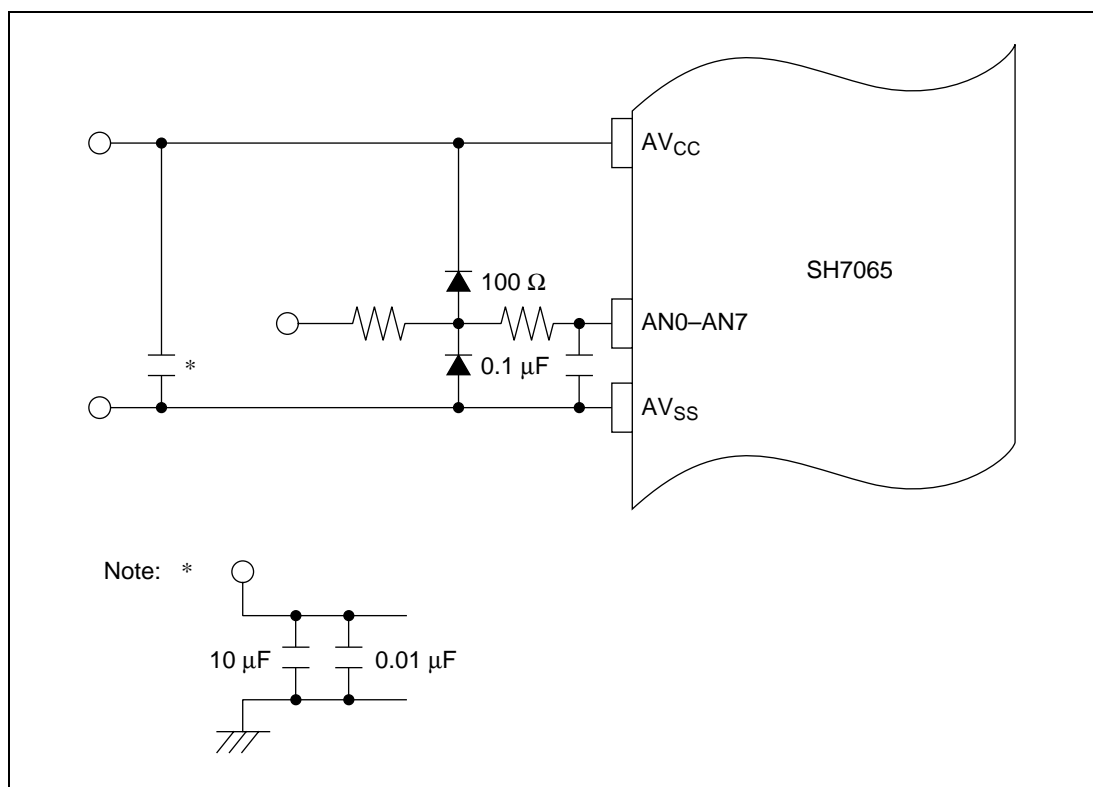 AVCC
100 Ω
SH7065
AN0–AN7
*
0.1 µF
AVSS
Note: *
10 µF
0.01 µF